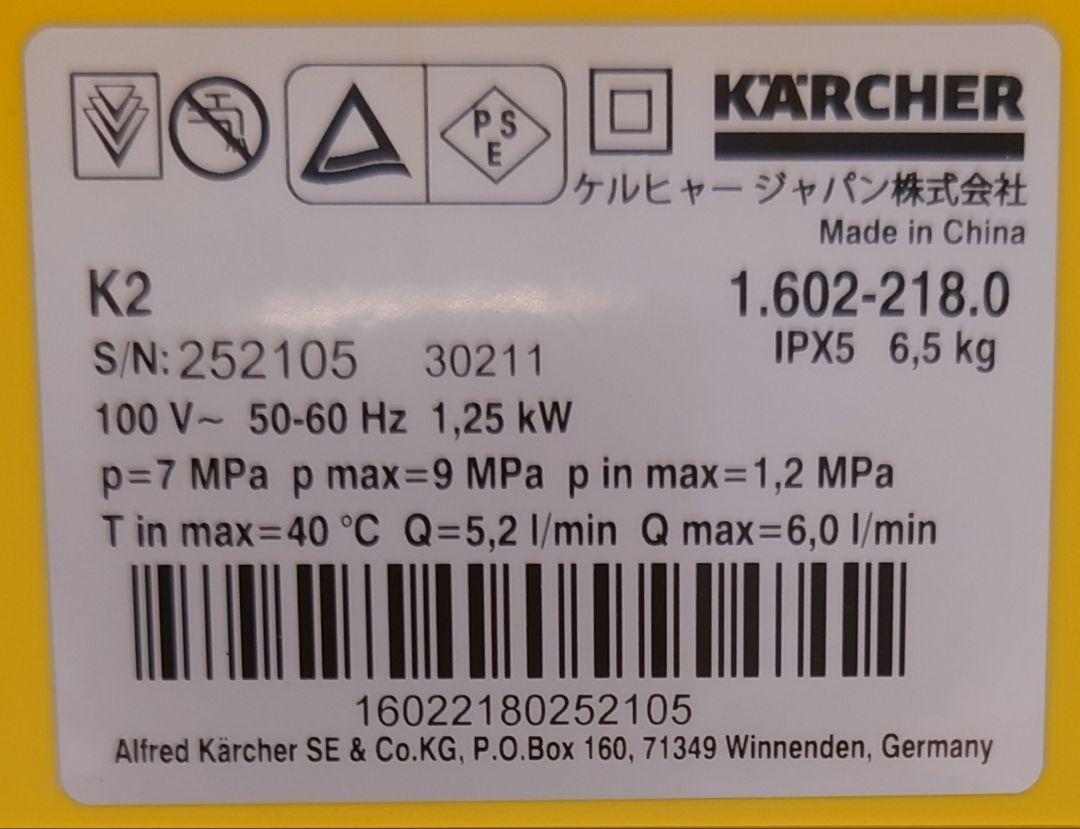 PSE
KÄRCHER
ケルヒャージャパン株式会社
Made in China
K2 1.602-218.0
S/N: 252105 30211 IPX5 6,5 kg
100 V~ 50-60 Hz 1,25 kW
p=7 MPa p max=9 MPa p in max=1,2 MPa
T in max=40 °C Q=5,2 l/min Q max=6,0 l/min
16022180252105
Alfred Kärcher SE & Co.KG, P.O.Box 160, 71349 Winnenden, Germany